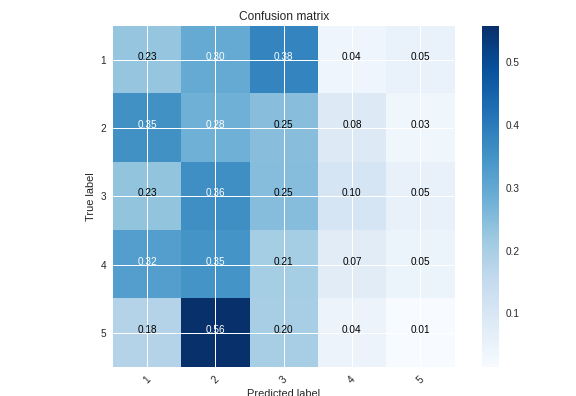 Confusion matrix
1 0.23 0.30 0.38 0.04 0.05
2 0.35 0.28 0.25 0.08 0.03
3 0.23 0.36 0.25 0.10 0.05
4 0.32 0.35 0.21 0.07 0.05
5 0.18 0.56 0.20 0.04 0.01
1 2 3 4 5
True label
Predicted label
0.5
0.4
0.3
0.2
0.1